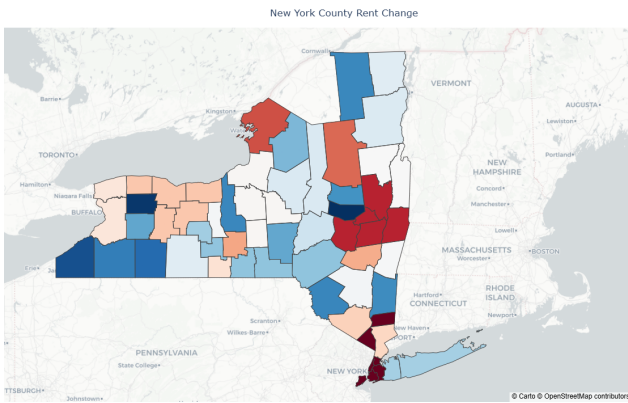 New York County Rent Change
Cornwall
VERMONT
Barrie
AUGUSTA
Kingston
Lewiston
Portland
TORONTO
NEW
HAMPSHIRE
Hamilton
Concord
Niagara Falls
Manchester
BUFFALO
Lowell
MASSACHUSETTS
BOSTON
Worcester
Erie
RHODE
ISLAND
Hartford
CONNECTICUT
Scranton
Newport
New Haven
Wilkes-Barre
PENNSYLVANIA
State College
NEW YORK
Johnstown
© Carto © OpenStreetMap contributors